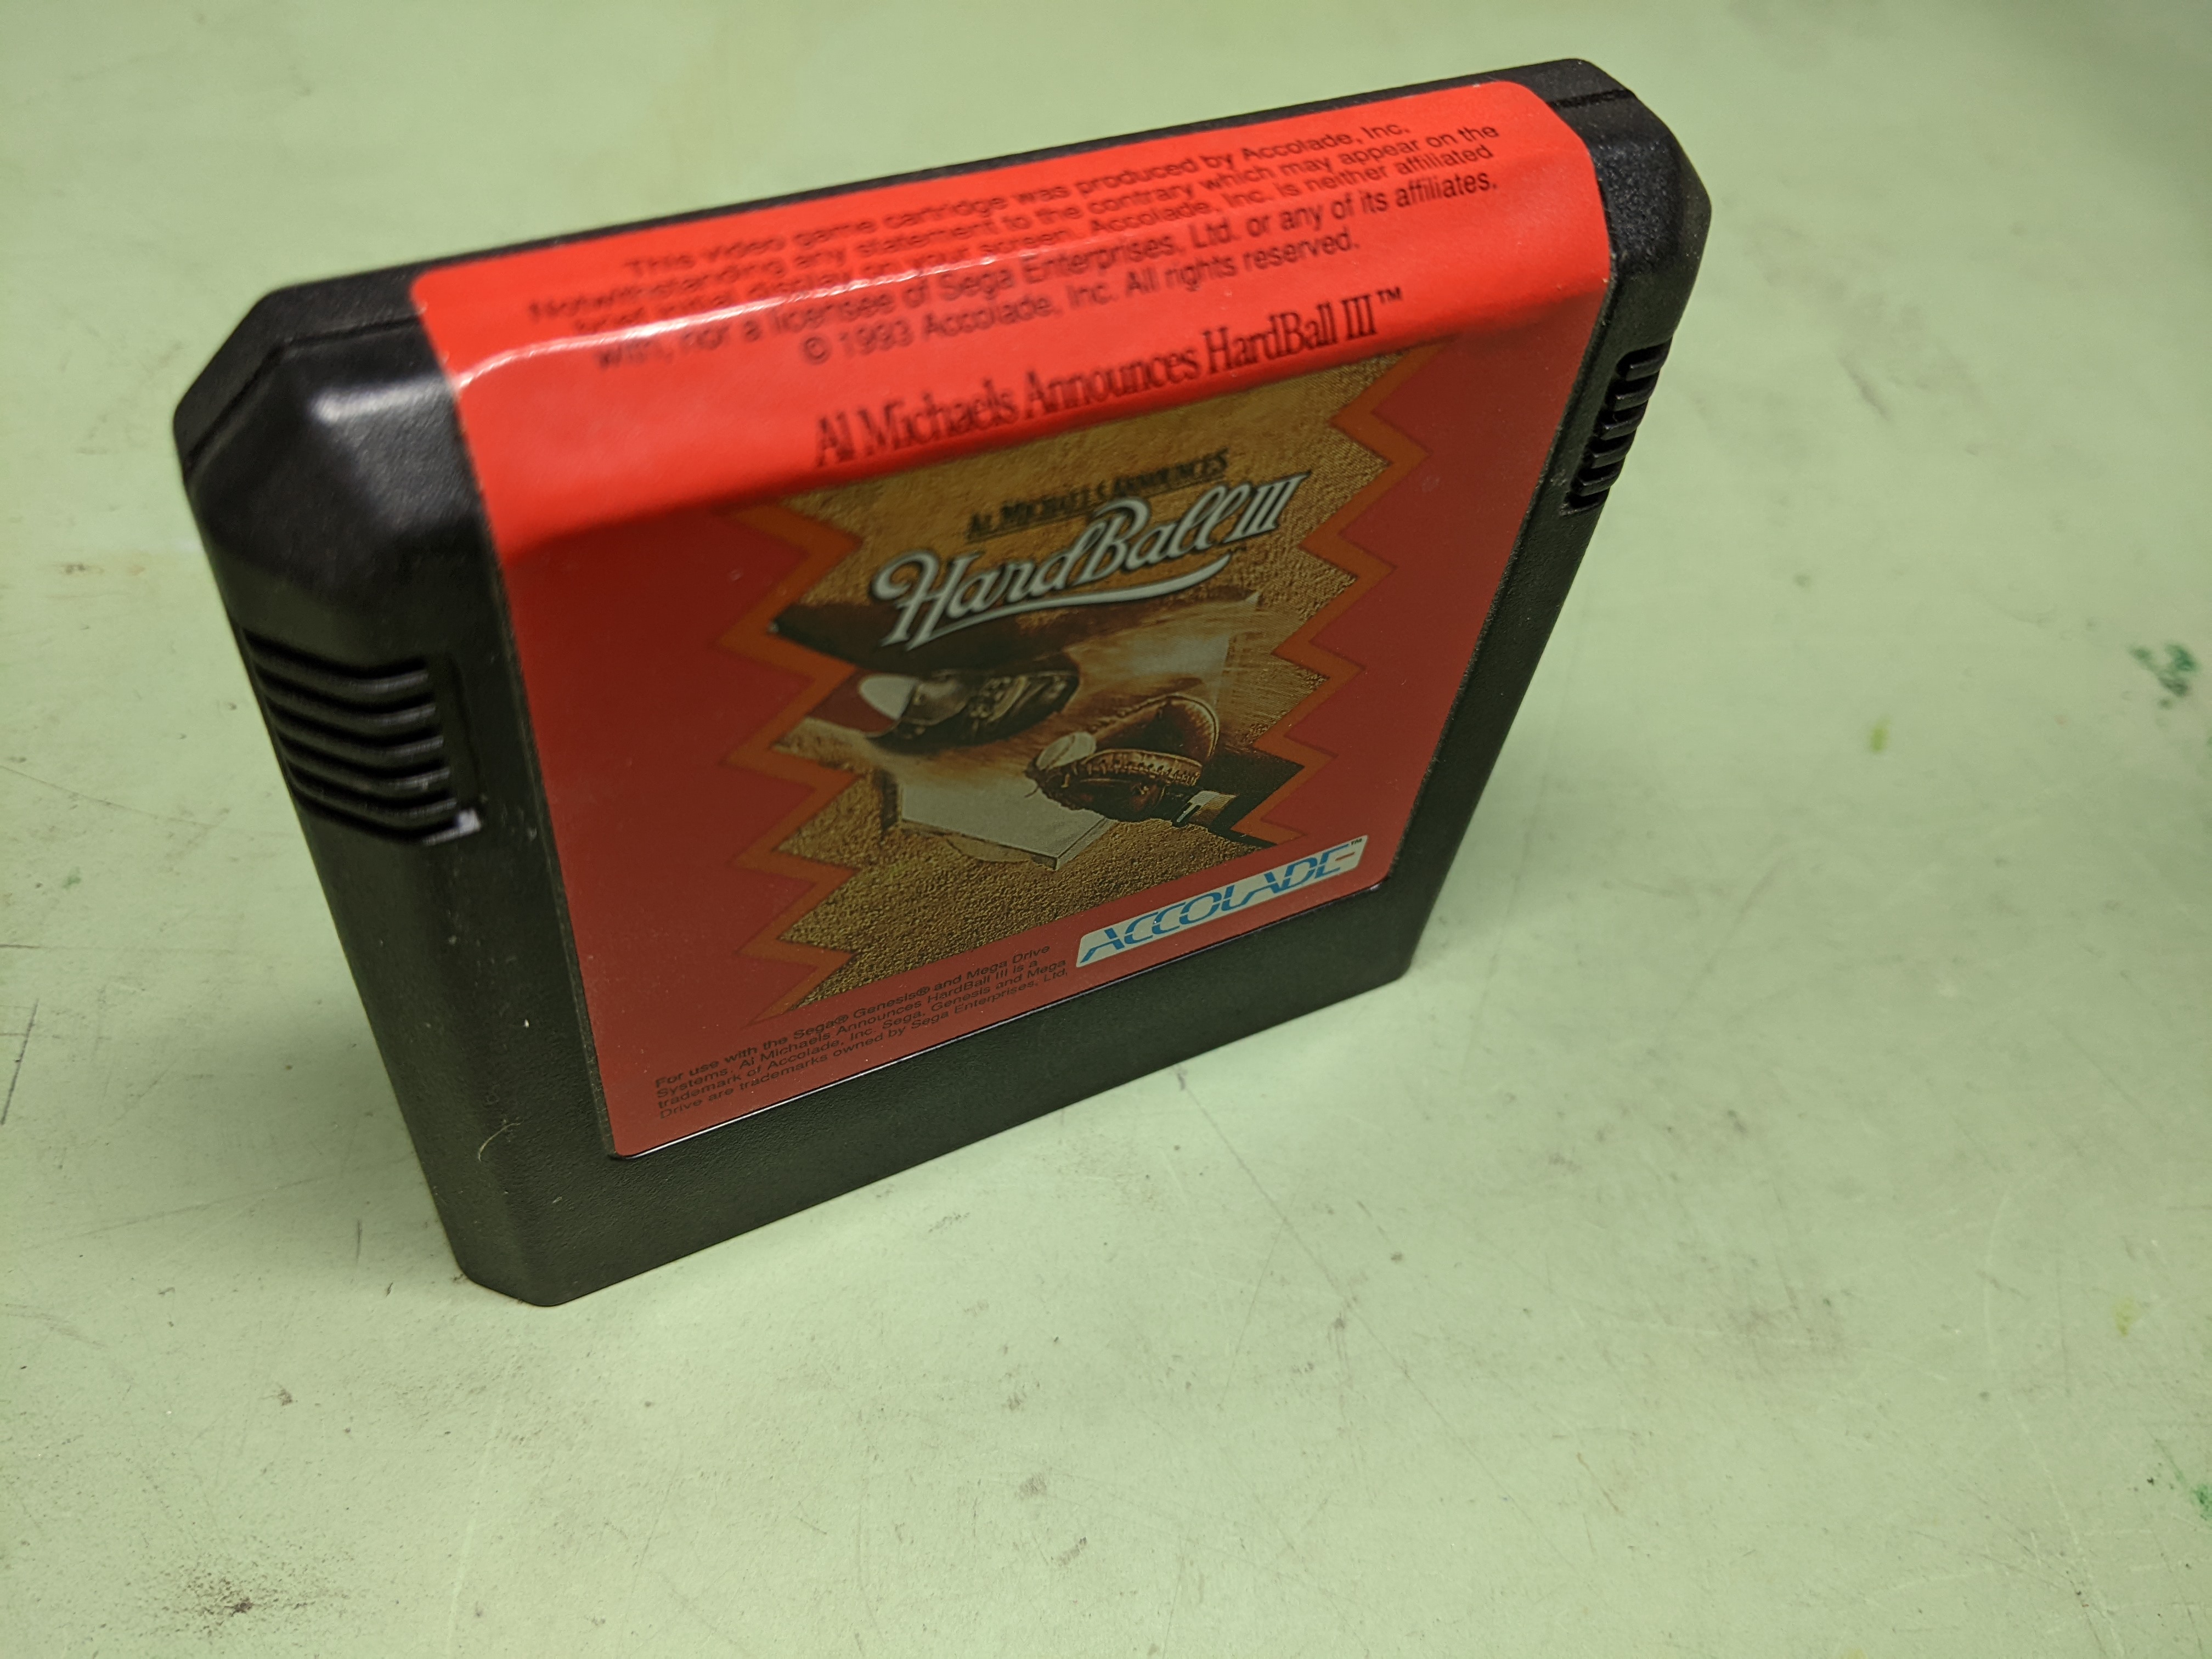 This video game cartridge was produced by Accolade, Inc.
Notwithstanding any statement to the contrary which may appear on the
brief initial display on your screen, Accolade, Inc. is neither affiliated
with, nor a licensee of Sega Enterprises, Ltd. or any of its affiliates.
© 1993 Accolade, Inc. All rights reserved.
Al Michaels Announces HardBall III™
AL MICHAELS ANNOUNCES
HardBall III
ACCOLADE™
For use with the Sega® Genesis® and Mega Drive
Systems. Al Michaels Announces HardBall III is a
trademark of Accolade, Inc. Sega, Genesis and Mega
Drive are trademarks owned by Sega Enterprises, Ltd.